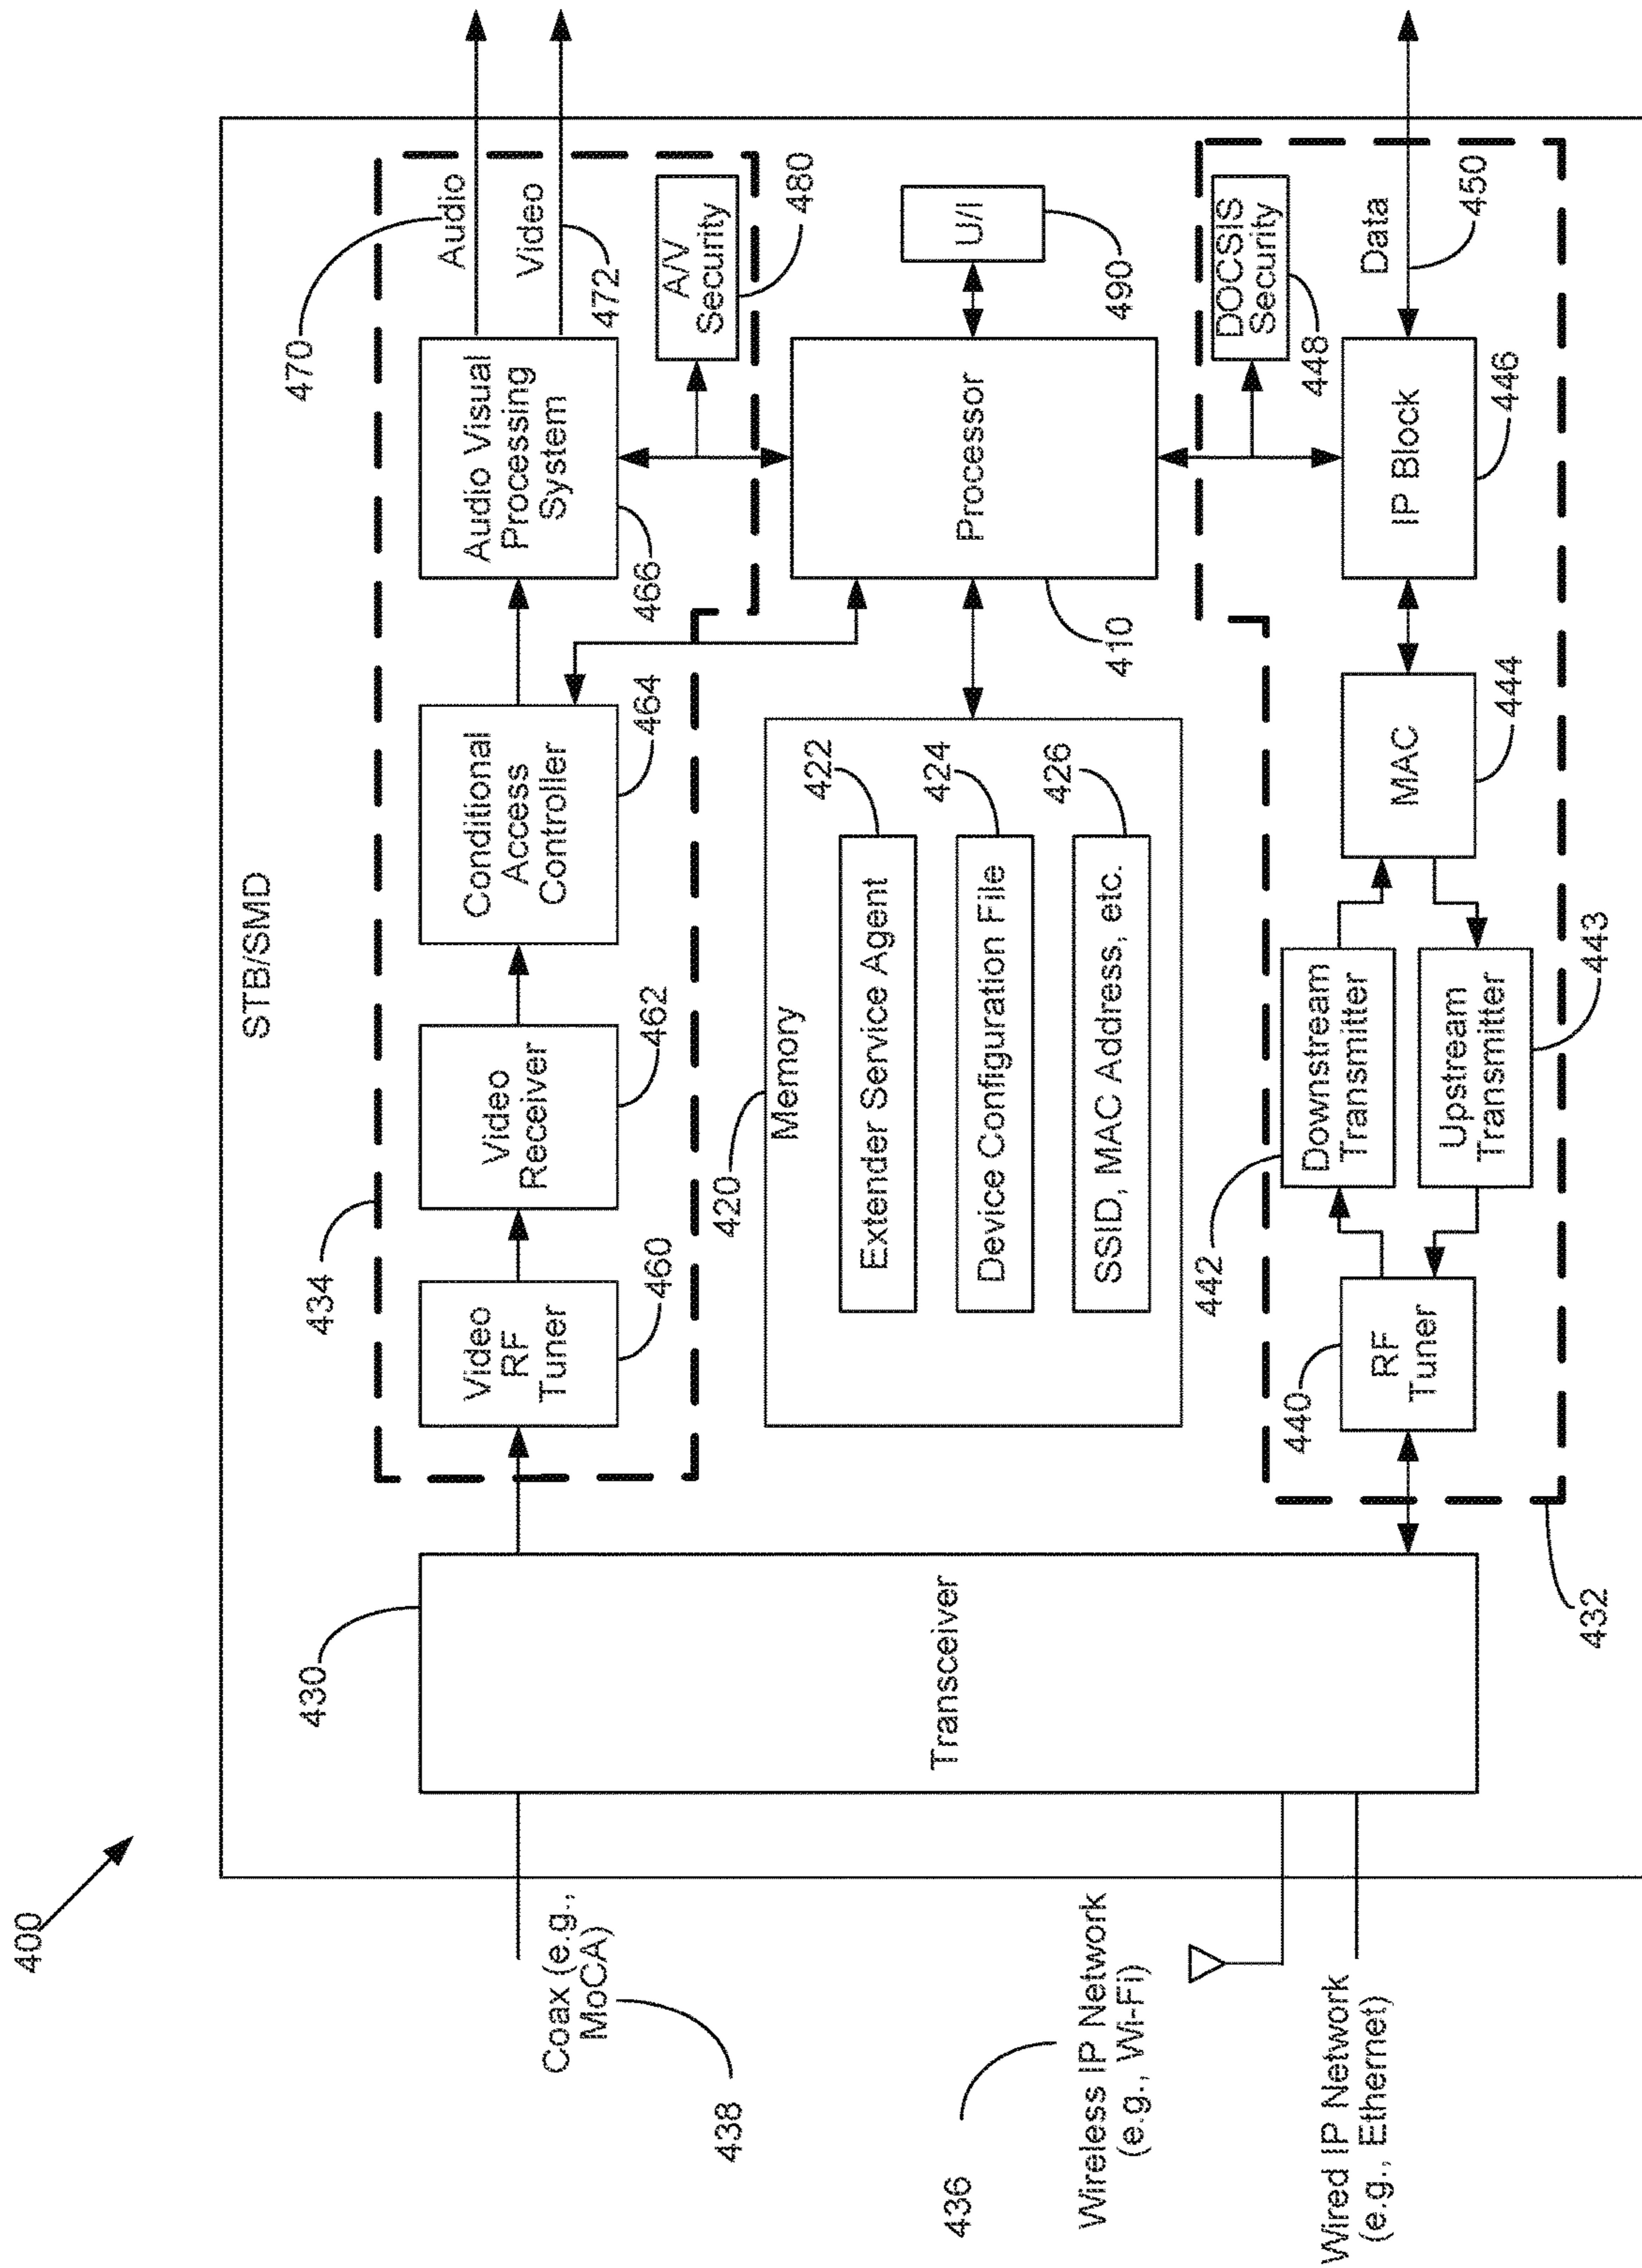 400
STB/SMD
430
Transceiver
Coax (e.g.,
MoCA)
438
436
Wireless IP Network
(e.g., Wi-Fi)
Wired IP Network
(e.g., Ethernet)
434
Video
RF
Tuner
460
Video
Receiver
462
Conditional
Access
Controller
464
Audio Visual
Processing
System
466
470
Audio
Video
472
A/V
Security
480
420
Memory
Extender Service Agent
422
Device Configuration File
424
SSID, MAC Address, etc.
426
Processor
410
U/I
490
432
440
RF
Tuner
442
Downstream
Transmitter
Upstream
Transmitter
443
MAC
444
IP Block
446
DOCSIS
Security
448
Data
450